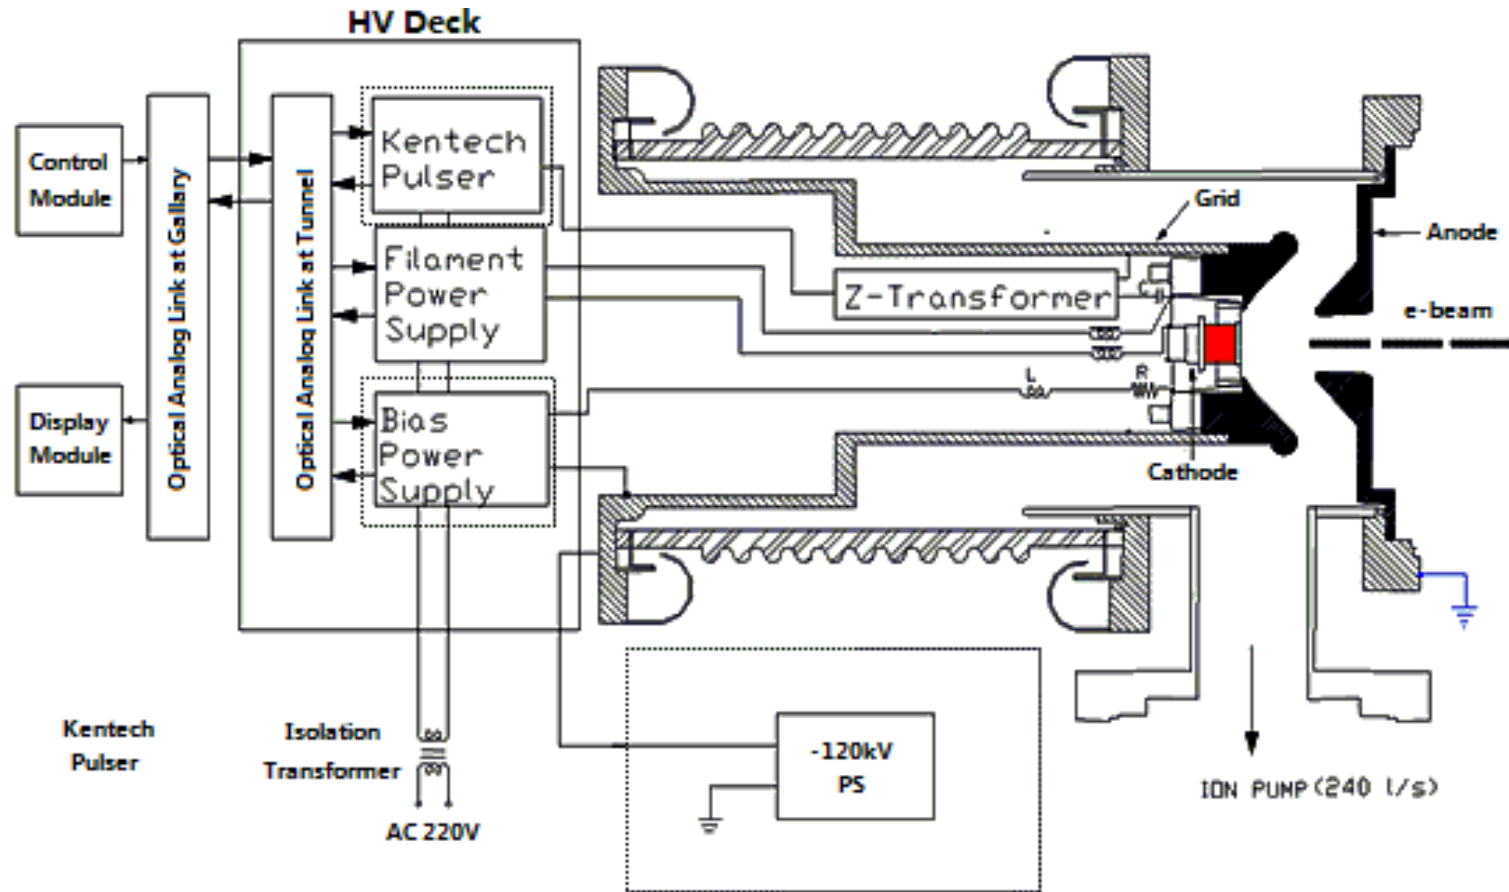 HV Deck
Control
Module
Display
Module
Optical Analog Link at Gallary
Optical Analog Link at Tunnel
Kentech
Pulser
Filament
Power
Supply
Bias
Power
Supply
Z-Transformer
C
L
R
Grid
Anode
e-beam
Cathode
Kentech
Pulser
Isolation
Transformer
AC 220V
-120kV
PS
ION PUMP(240 l/s)